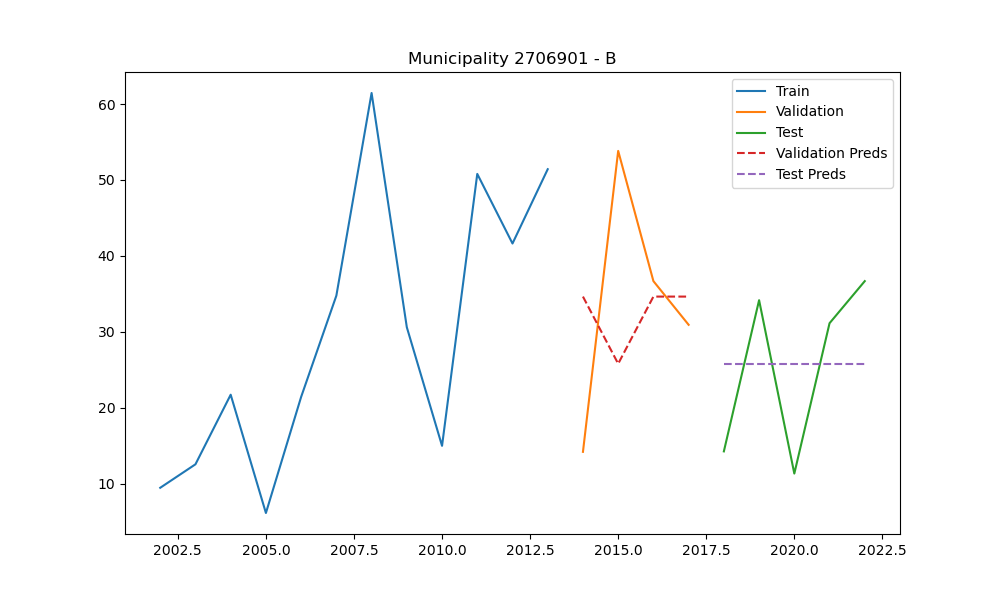 Municipality 2706901 - B
Train
Validation
Test
Validation Preds
Test Preds
60
50
40
30
20
10
2002.5 2005.0 2007.5 2010.0 2012.5 2015.0 2017.5 2020.0 2022.5